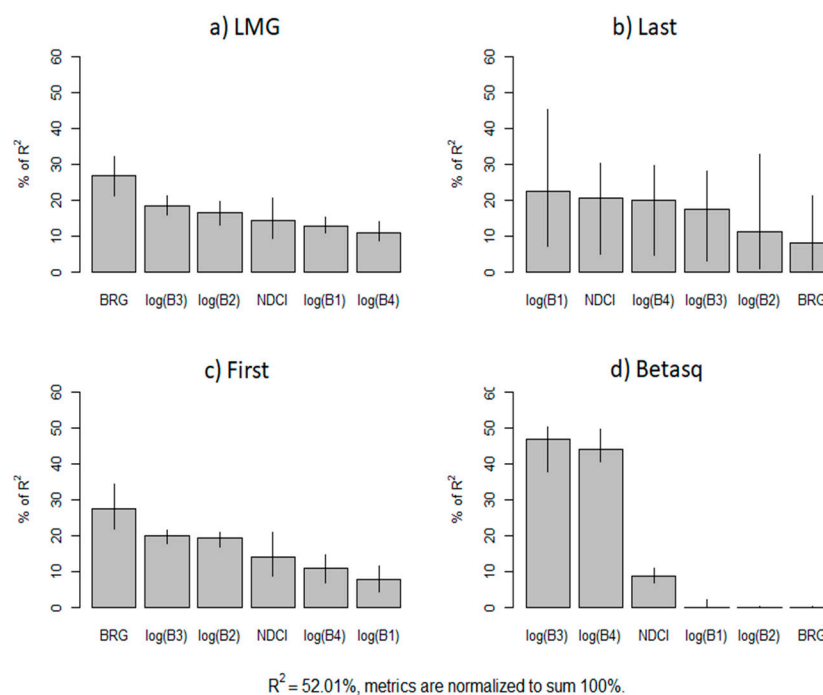 a) LMG
b) Last
60
50
40
30
20
10
0
% of R²
BRG log(B3) log(B2) NDCI log(B1) log(B4)
60
50
40
30
20
10
0
% of R²
log(B1) NDCI log(B4) log(B3) log(B2) BRG
c) First
d) Betasq
60
50
40
30
20
10
0
% of R²
BRG log(B3) log(B2) NDCI log(B4) log(B1)
60
50
40
30
20
10
0
% of R²
log(B3) log(B4) NDCI log(B1) log(B2) BRG
R² = 52.01%, metrics are normalized to sum 100%.